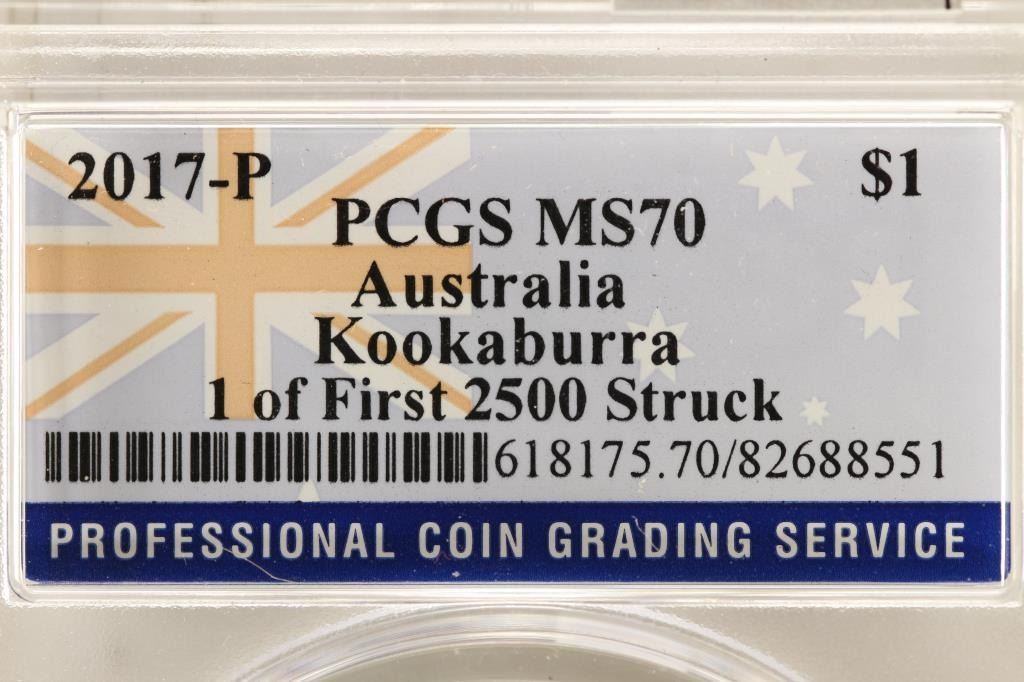 2017-P $1
PCGS MS70
Australia
Kookaburra
1 of First 2500 Struck
618175.70/82688551
PROFESSIONAL COIN GRADING SERVICE